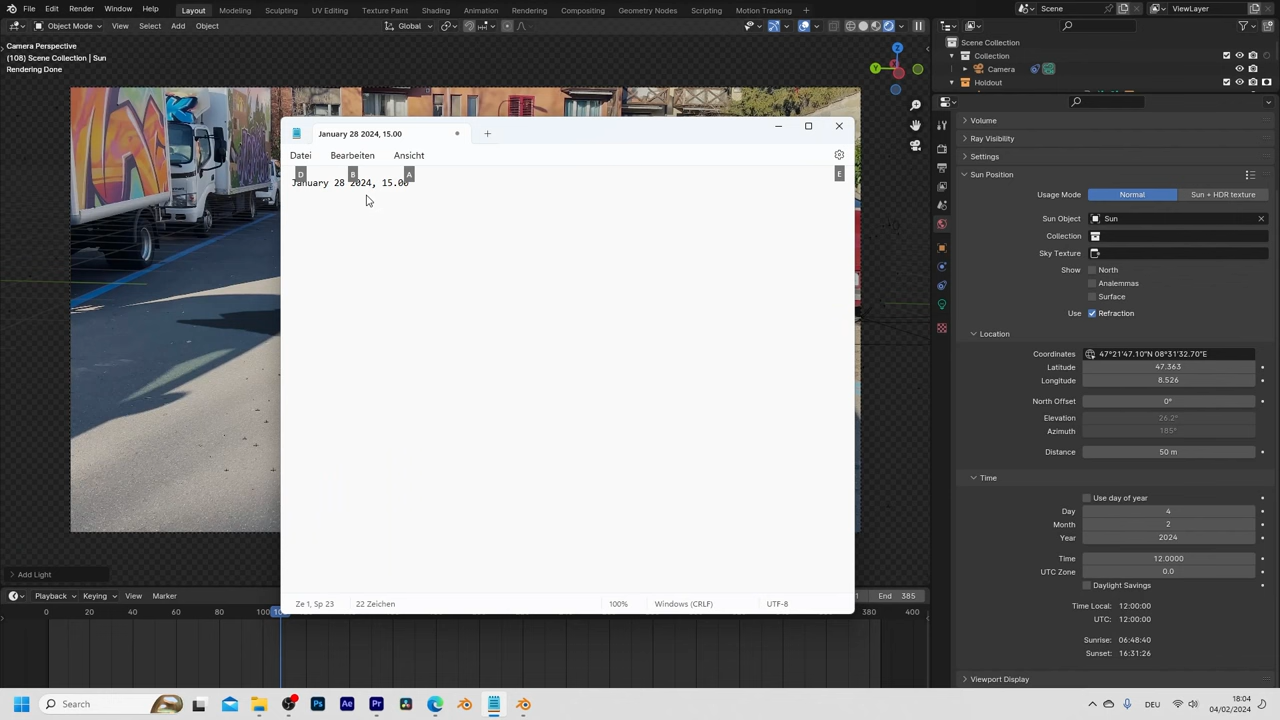 File Edit Render Window Help Layout Modeling Sculpting UV Editing Texture Paint Shading Animation Rendering Compositing Geometry Nodes Scripting Motion Tracking Scene ViewLayer
Object Mode View Select Add Object Global
Camera Perspective
(108) Scene Collection | Sun
Rendering Done
Scene Collection
Collection
Camera
Holdout
January 28 2024, 15.00
Datei Bearbeiten Ansicht
D B A E
January 28 2024, 15.00
Ze 1, Sp 23 22 Zeichen 100% Windows (CRLF) UTF-8
Volume
Ray Visibility
Settings
Sun Position
Usage Mode Normal Sun + HDR texture
Sun Object Sun
Collection
Sky Texture
Show North
Analemmas
Surface
Use Refraction
Location
Coordinates 47°21'47.10"N 08°31'32.70"E
Latitude 47.363
Longitude 8.526
North Offset 0°
Elevation 26.2°
Azimuth 185°
Distance 50 m
Time
Use day of year
Day 4
Month 2
Year 2024
Time 12.0000
UTC Zone 0.0
Daylight Savings
Time Local: 12:00:00
UTC: 12:00:00
Sunrise: 06:48:40
Sunset: 16:31:26
Viewport Display
Add Light
Playback Keying View Marker 1 End 385
0 20 40 60 80 100 380 400
Search
Ps Ae Pr
DEU 18:04
04/02/2024